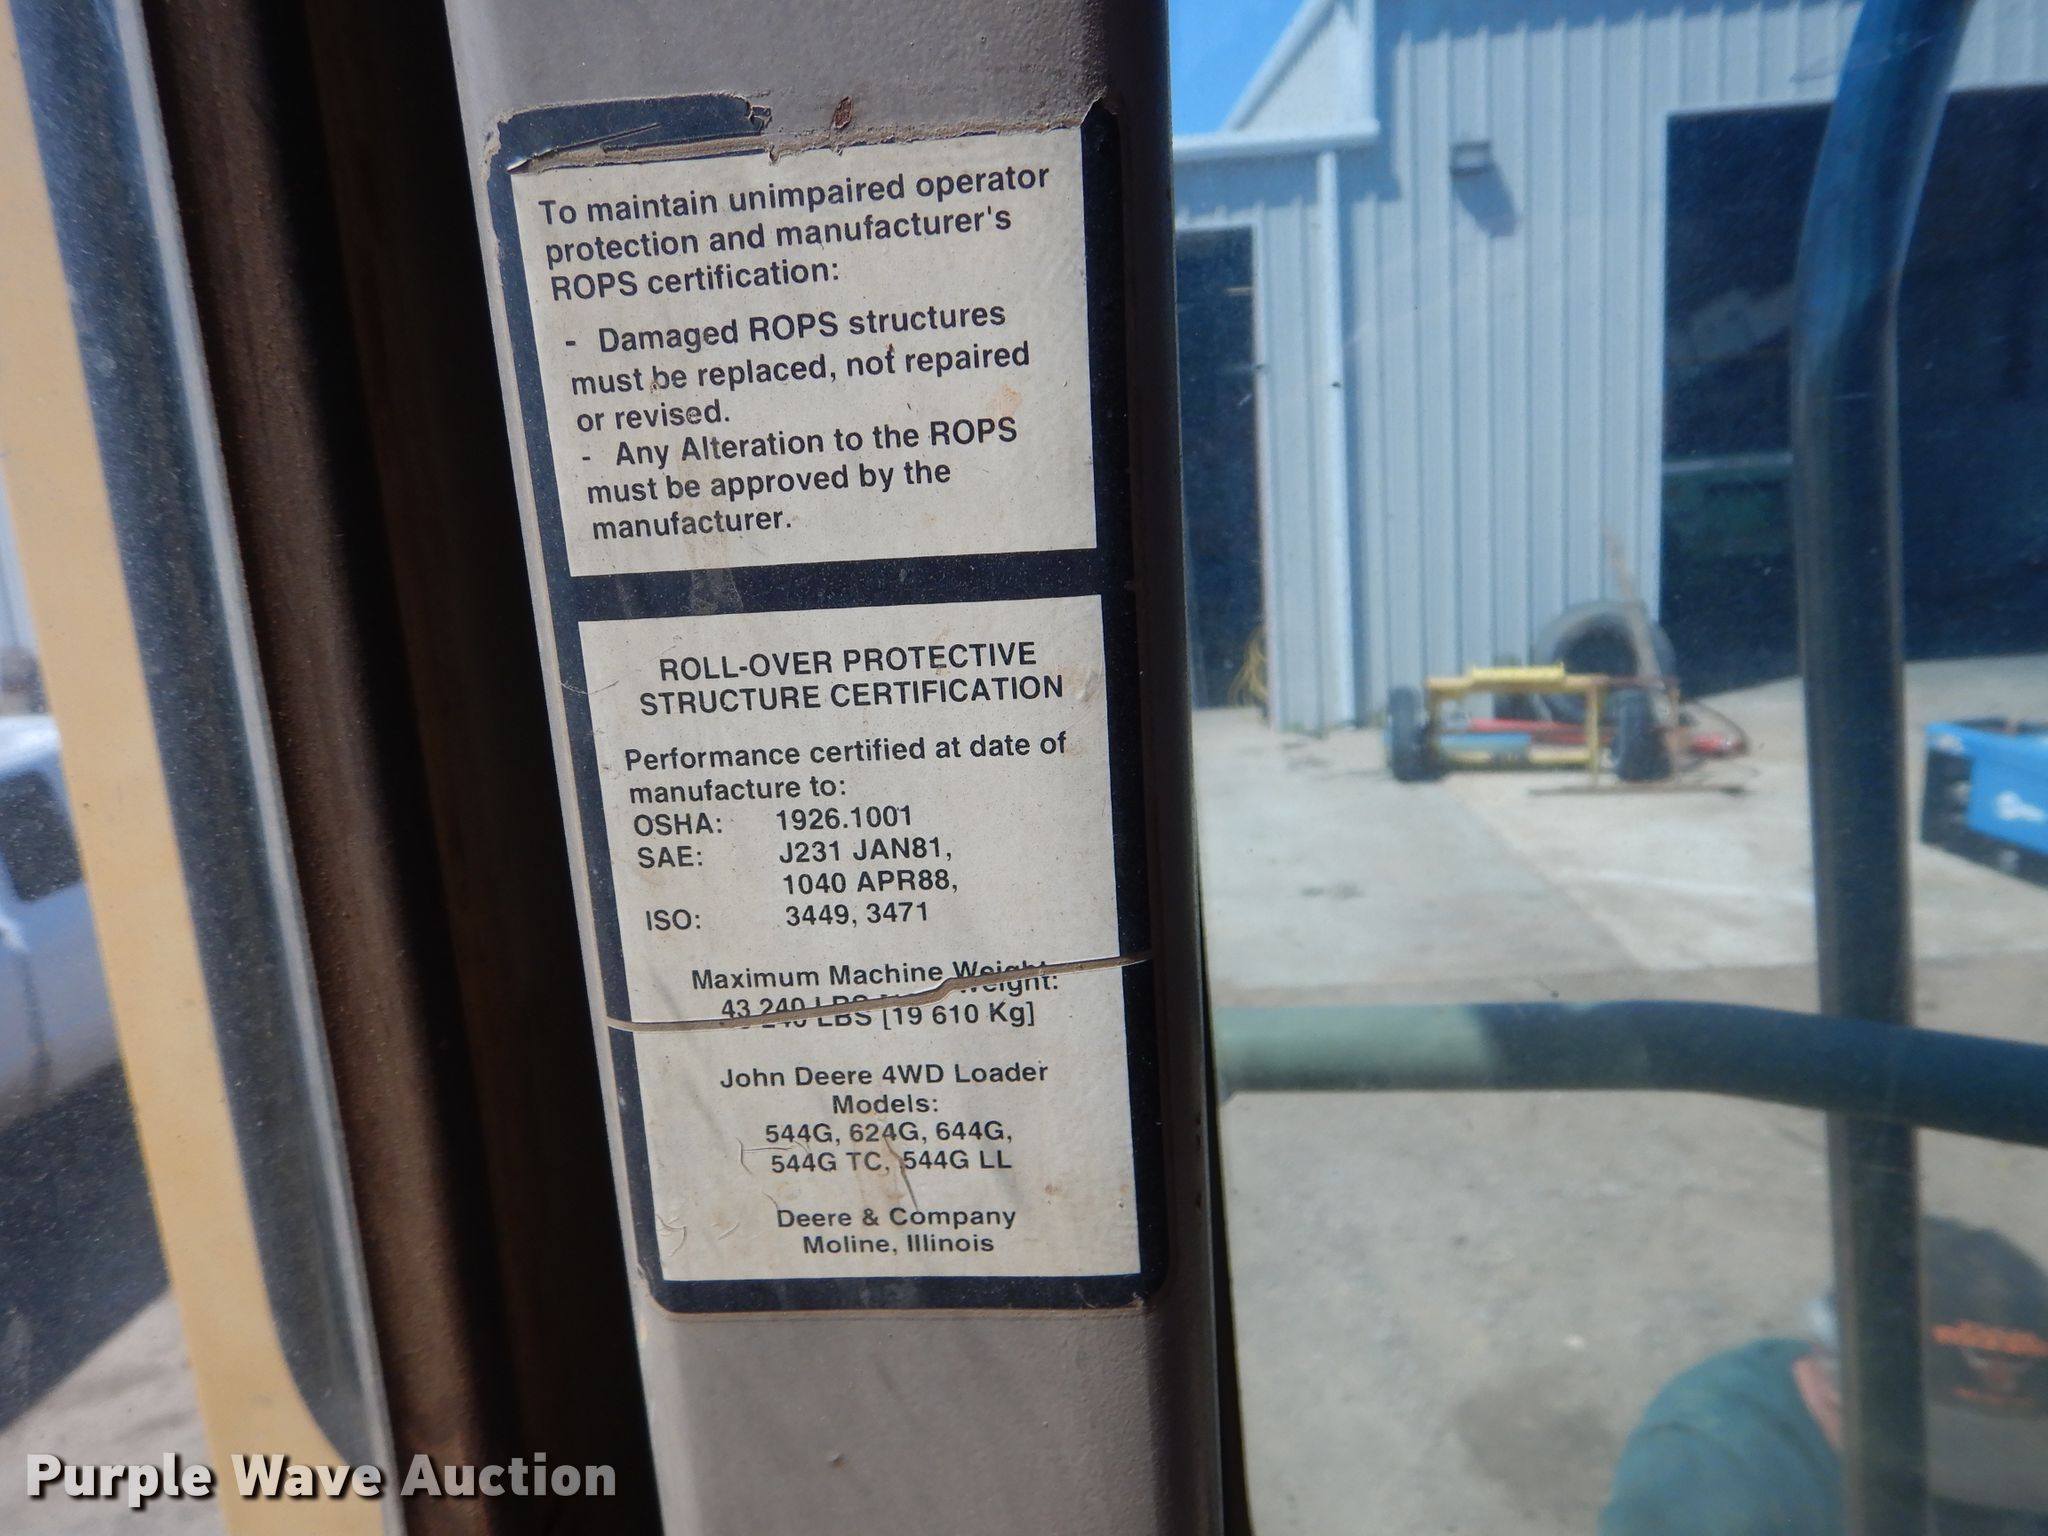 To maintain unimpaired operator
protection and manufacturer's
ROPS certification:
- Damaged ROPS structures
must be replaced, not repaired
or revised.
- Any Alteration to the ROPS
must be approved by the
manufacturer.
ROLL-OVER PROTECTIVE
STRUCTURE CERTIFICATION
Performance certified at date of
manufacture to:
OSHA: 1926.1001
SAE: J231 JAN81,
1040 APR88,
ISO: 3449, 3471
Maximum Machine Weight:
43 240 LBS [19 610 Kg]
John Deere 4WD Loader
Models:
544G, 624G, 644G,
544G TC, 544G LL
Deere & Company
Moline, Illinois
Purple Wave Auction